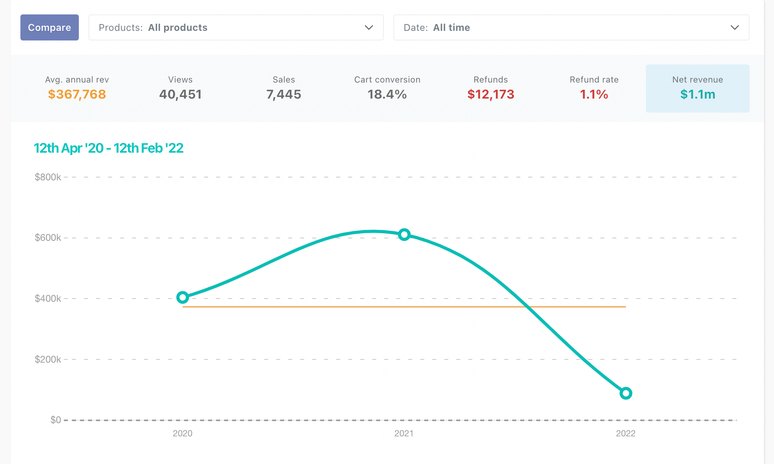 Compare
Products: All products
Date: All time
Avg. annual rev
$367,768
Views
40,451
Sales
7,445
Cart conversion
18.4%
Refunds
$12,173
Refund rate
1.1%
Net revenue
$1.1m
12th Apr '20 - 12th Feb '22
$800k
$600k
$400k
$200k
$0
2020
2021
2022